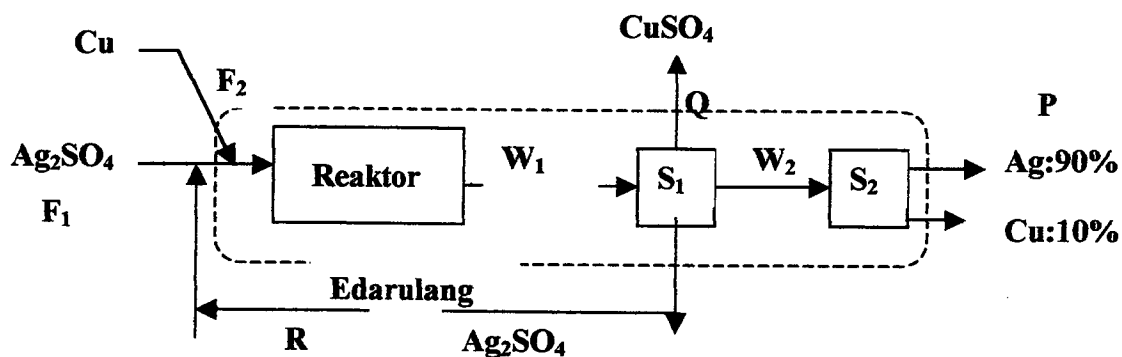 CuSO₄
Cu
F₂
Q
P
Ag₂SO₄
Reaktor
W₁
S₁
W₂
S₂
Ag:90%
F₁
Cu:10%
Edarulang
R
Ag₂SO₄